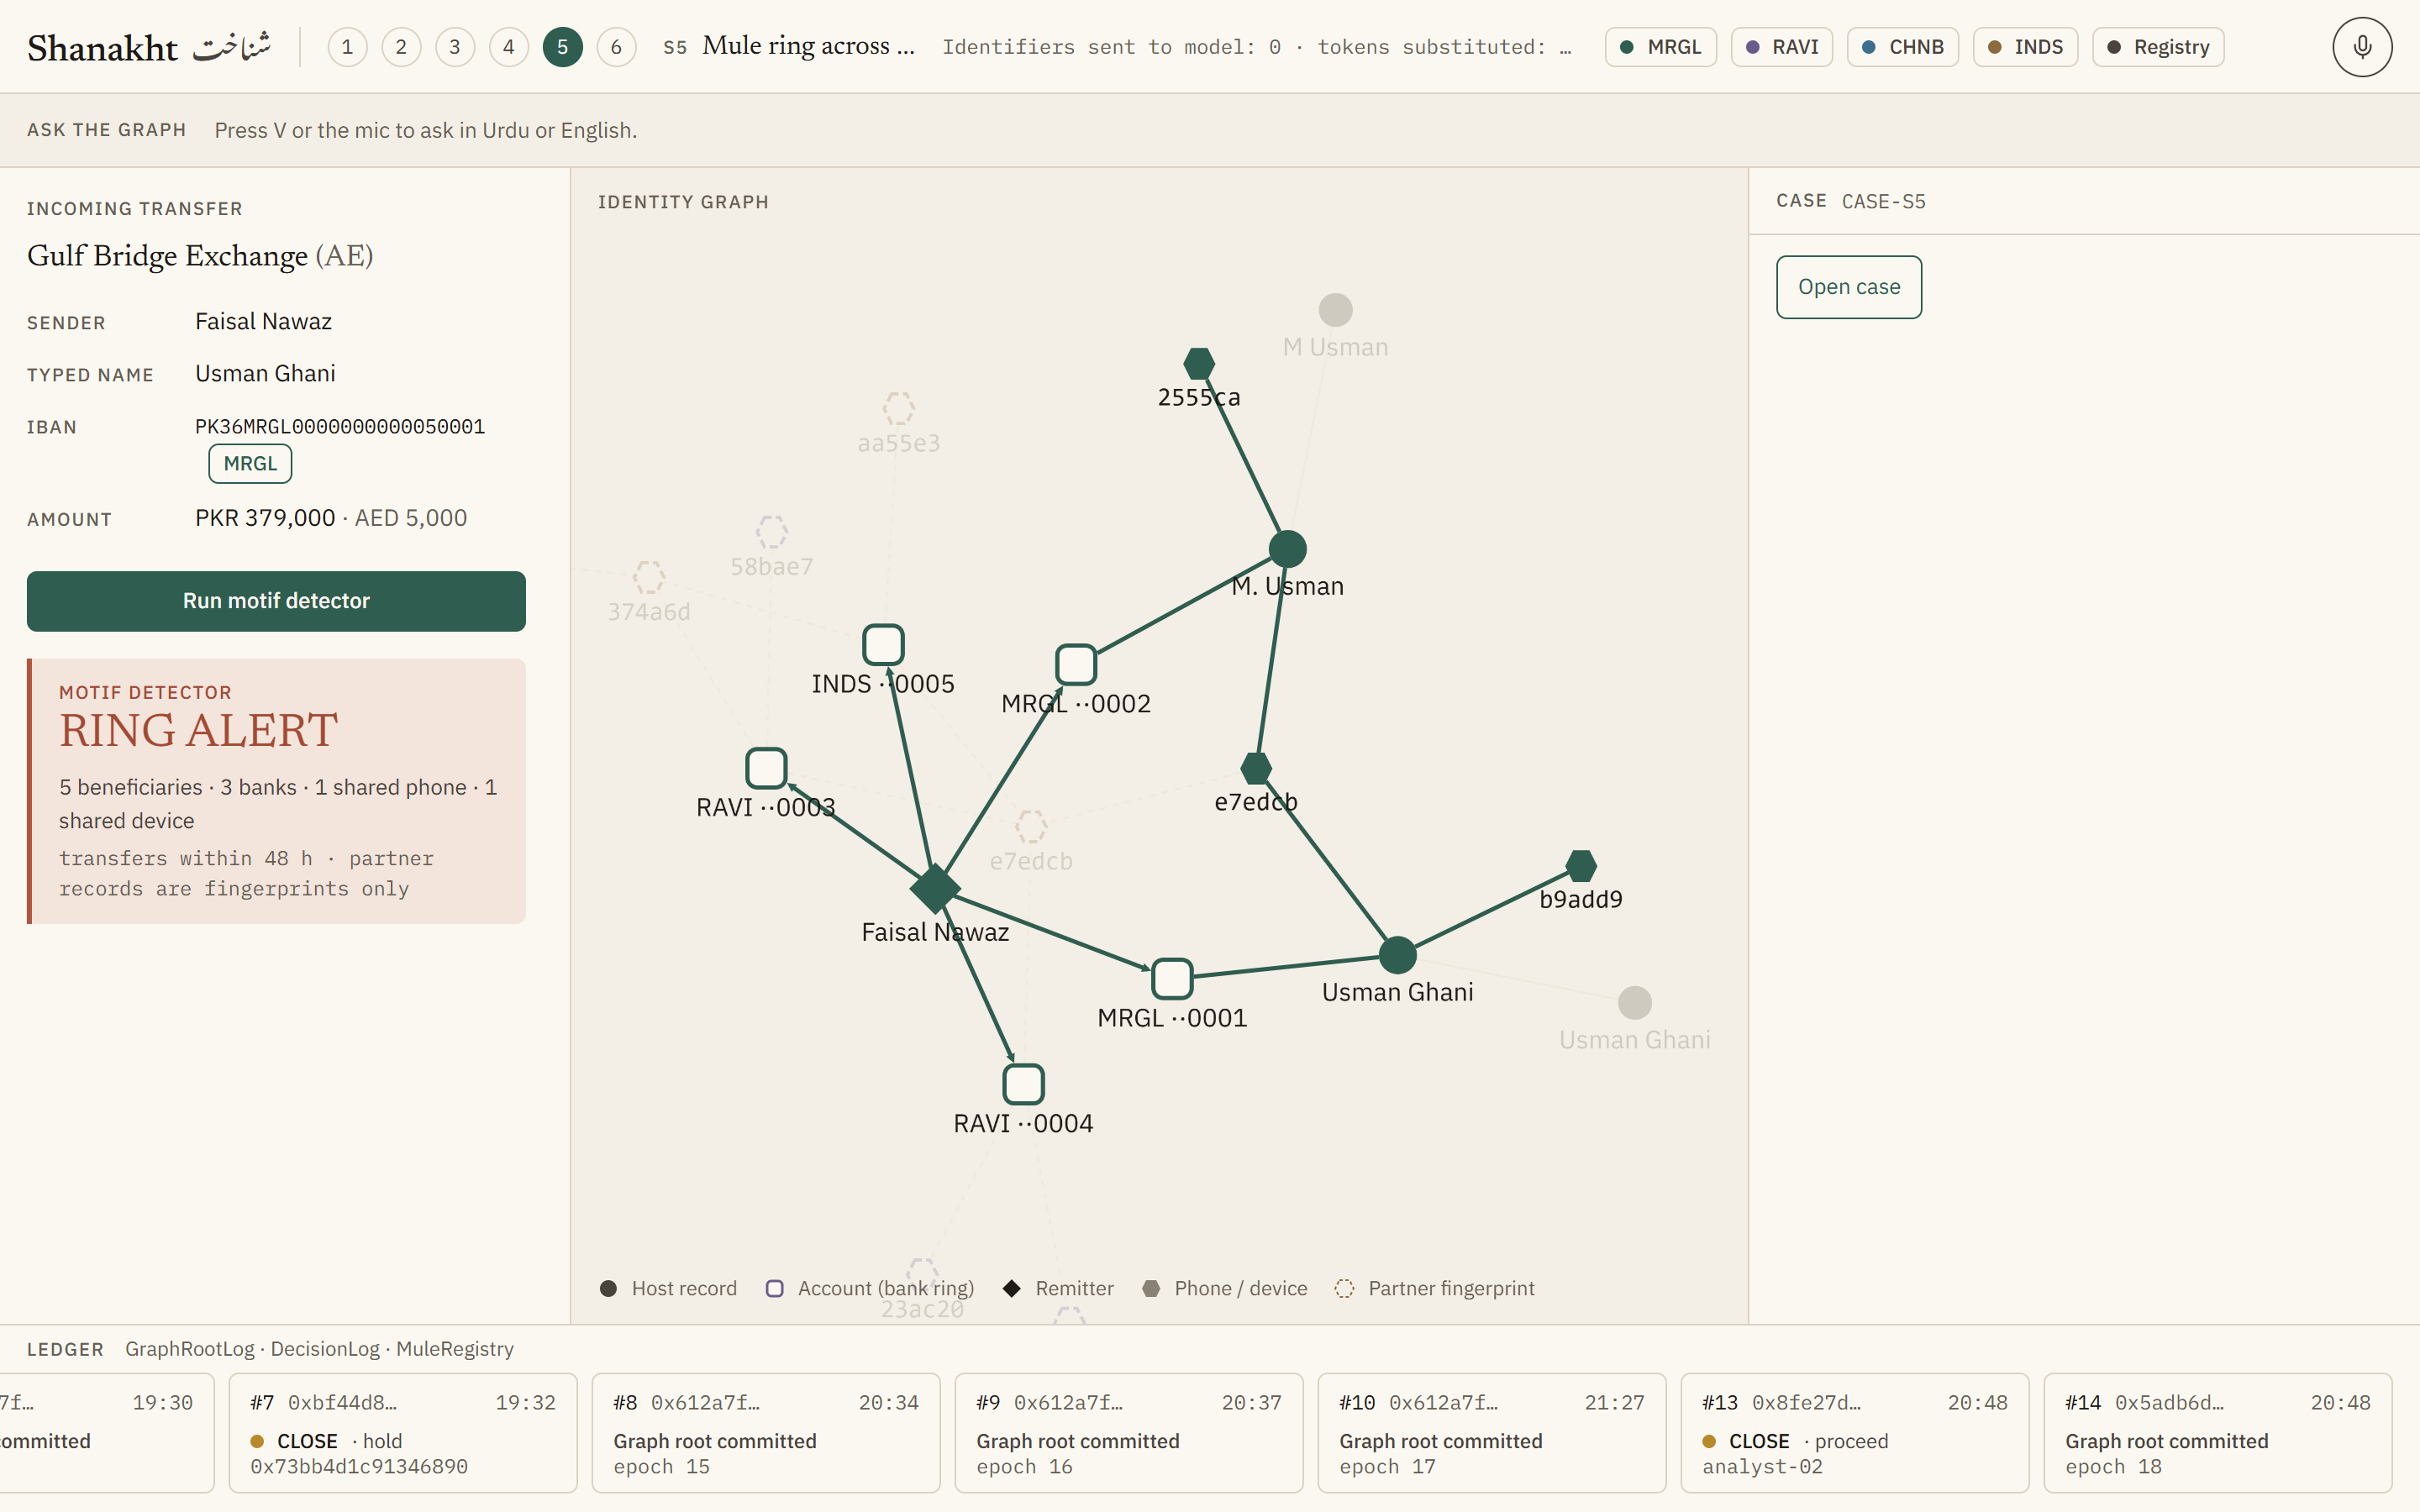 Shanakht شناخت
1 2 3 4 5 6
S5 Mule ring across …
Identifiers sent to model: 0 · tokens substituted: …
MRGL RAVI CHNB INDS Registry
ASK THE GRAPH Press V or the mic to ask in Urdu or English.
INCOMING TRANSFER
Gulf Bridge Exchange (AE)
SENDER Faisal Nawaz
TYPED NAME Usman Ghani
IBAN PK36MRGL0000000000050001
MRGL
AMOUNT PKR 379,000 · AED 5,000
Run motif detector
MOTIF DETECTOR
RING ALERT
5 beneficiaries · 3 banks · 1 shared phone · 1
shared device
transfers within 48 h · partner
records are fingerprints only
IDENTITY GRAPH
M Usman
2555ca
aa55e3
58bae7
M. Usman
374a6d
INDS ··0005
MRGL ··0002
RAVI ··0003
e7edcb
e7edcb
b9add9
Faisal Nawaz
Usman Ghani
MRGL ··0001
Usman Ghani
RAVI ··0004
Host record
Account (bank ring)
Remitter
Phone / device
Partner fingerprint
23ac20
CASE CASE-S5
Open case
LEDGER GraphRootLog · DecisionLog · MuleRegistry
7f… 19:30
ommitted
#7 0xbf44d8… 19:32
CLOSE · hold
0x73bb4d1c91346890
#8 0x612a7f… 20:34
Graph root committed
epoch 15
#9 0x612a7f… 20:37
Graph root committed
epoch 16
#10 0x612a7f… 21:27
Graph root committed
epoch 17
#13 0x8fe27d… 20:48
CLOSE · proceed
analyst-02
#14 0x5adb6d… 20:48
Graph root committed
epoch 18